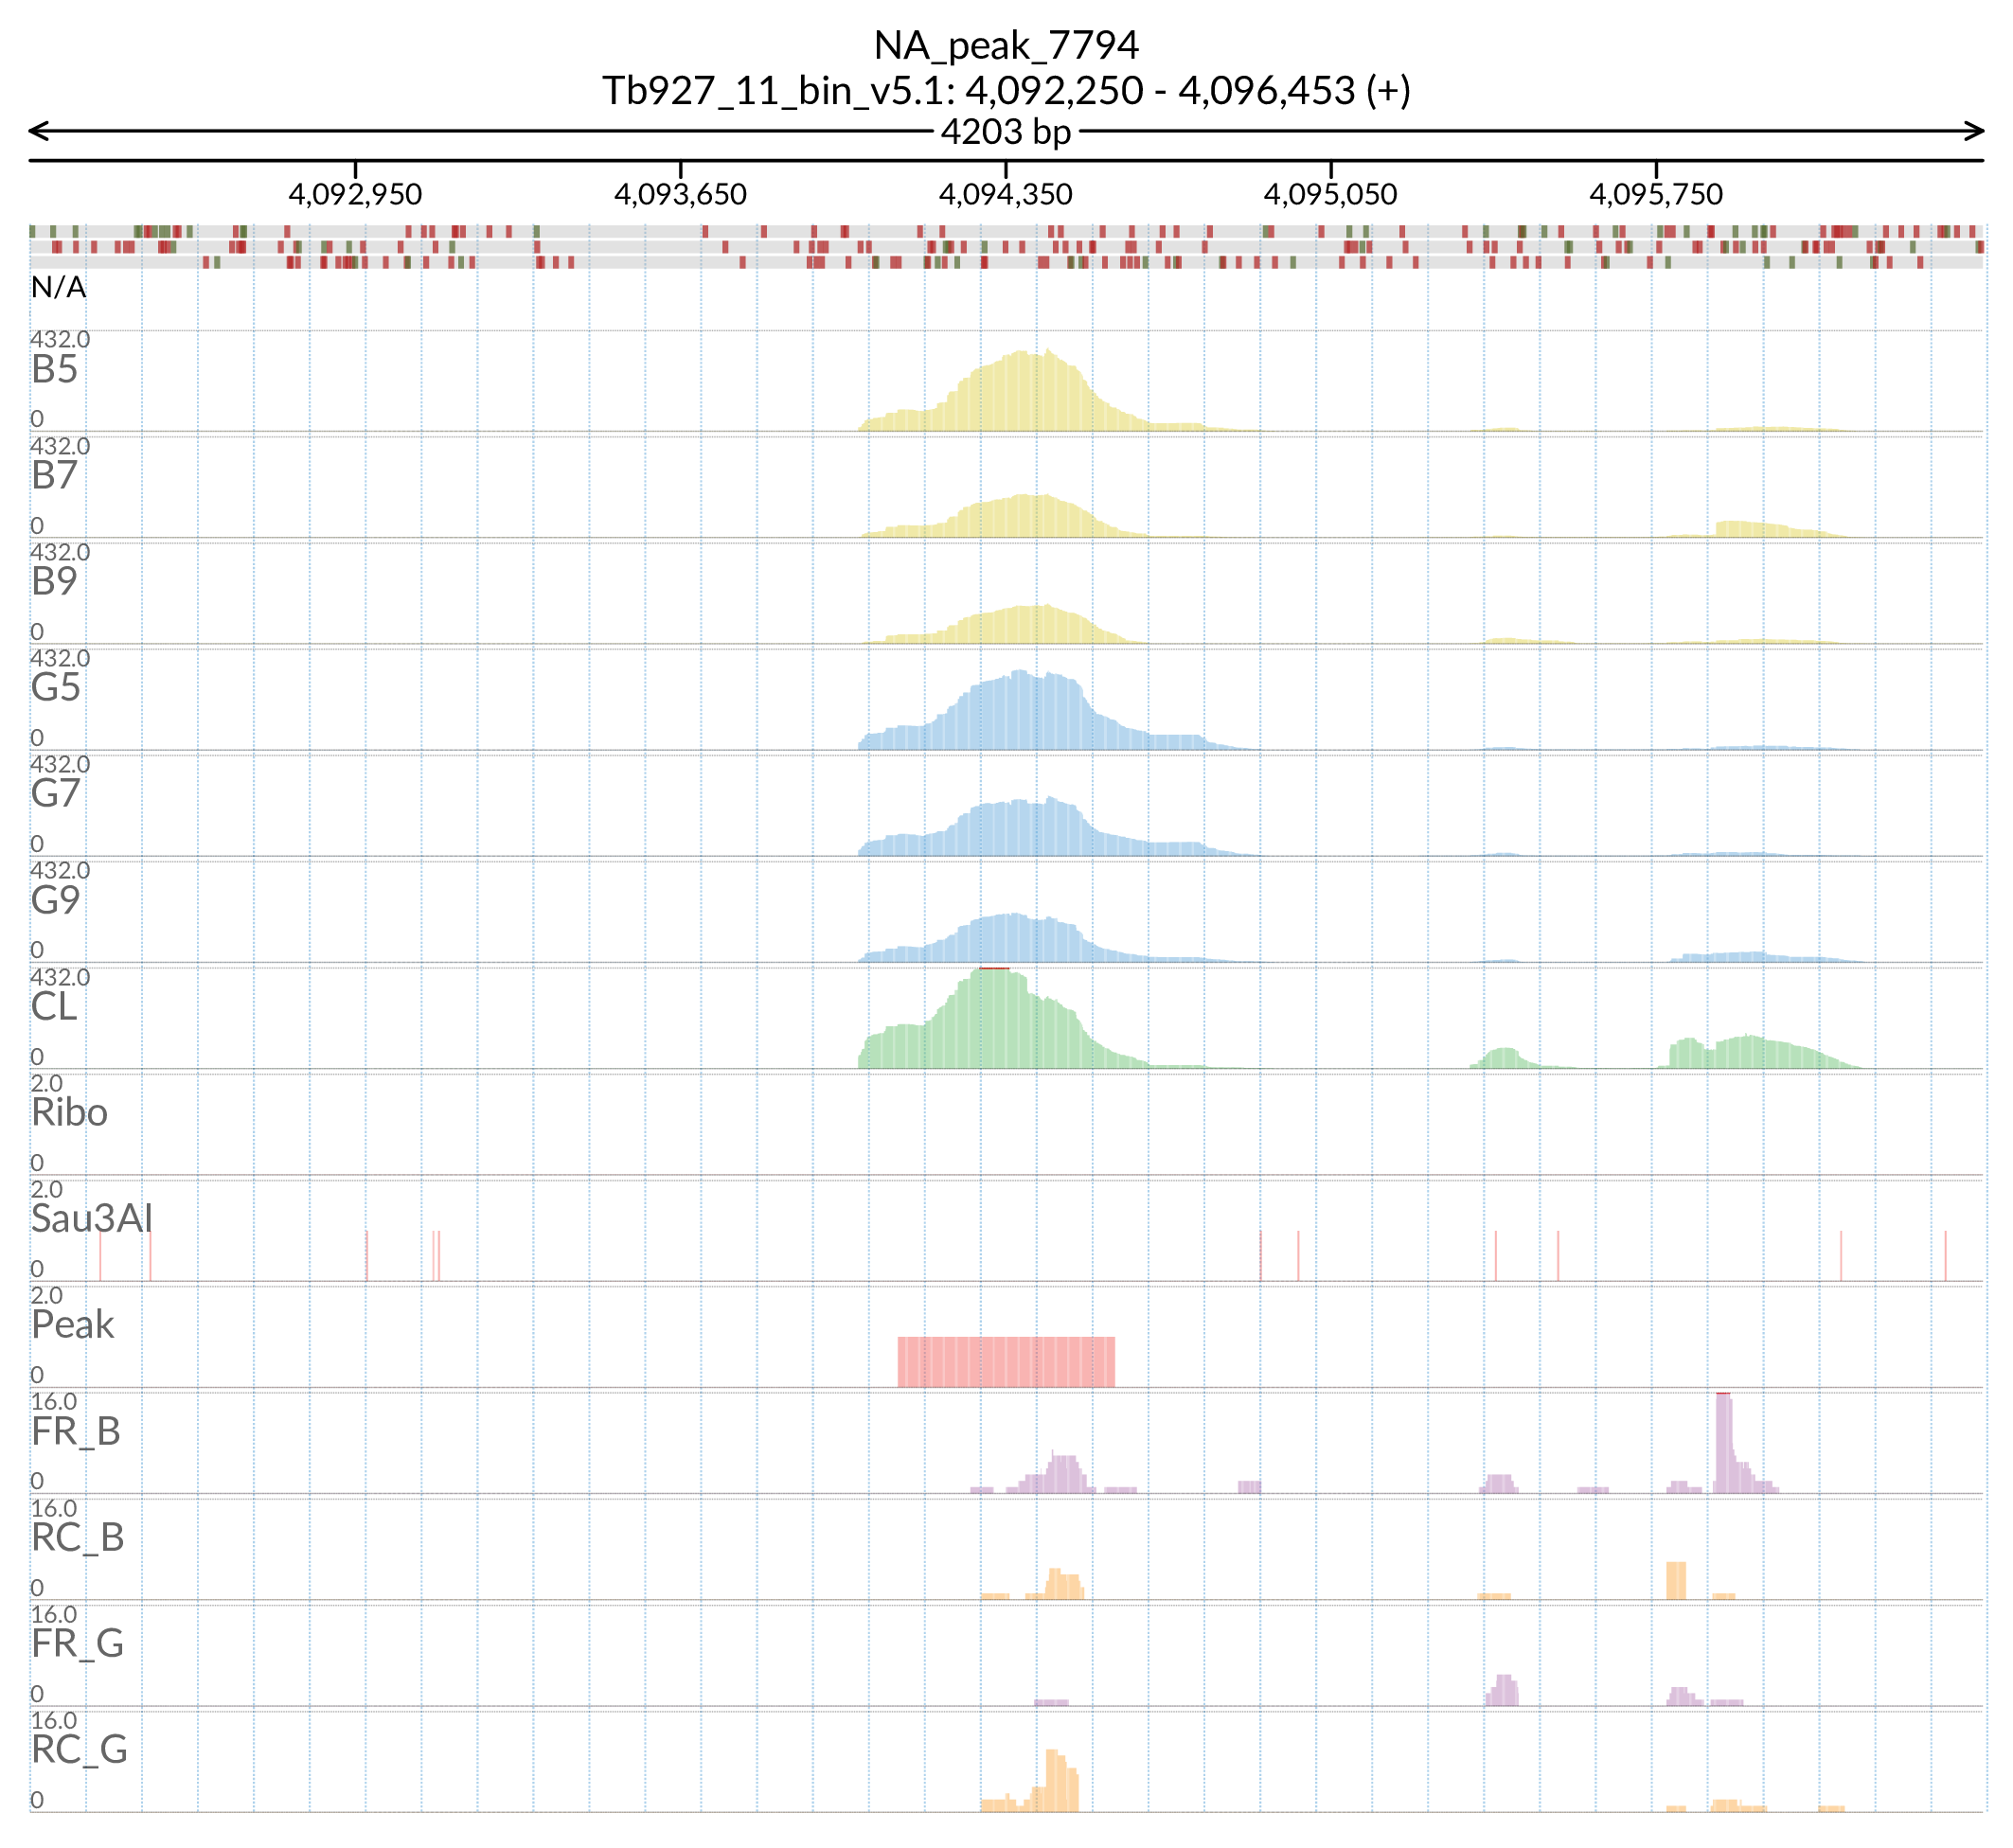 NA_peak_7794
Tb927_11_bin_v5.1: 4,092,250 - 4,096,453 (+)
4203 bp
4,092,950 4,093,650 4,094,350 4,095,050 4,095,750
N/A
432.0
B5
0
432.0
B7
0
432.0
B9
0
432.0
G5
0
432.0
G7
0
432.0
G9
0
432.0
CL
0
2.0
Ribo
0
2.0
Sau3AI
0
2.0
Peak
0
16.0
FR_B
0
16.0
RC_B
0
16.0
FR_G
0
16.0
RC_G
0